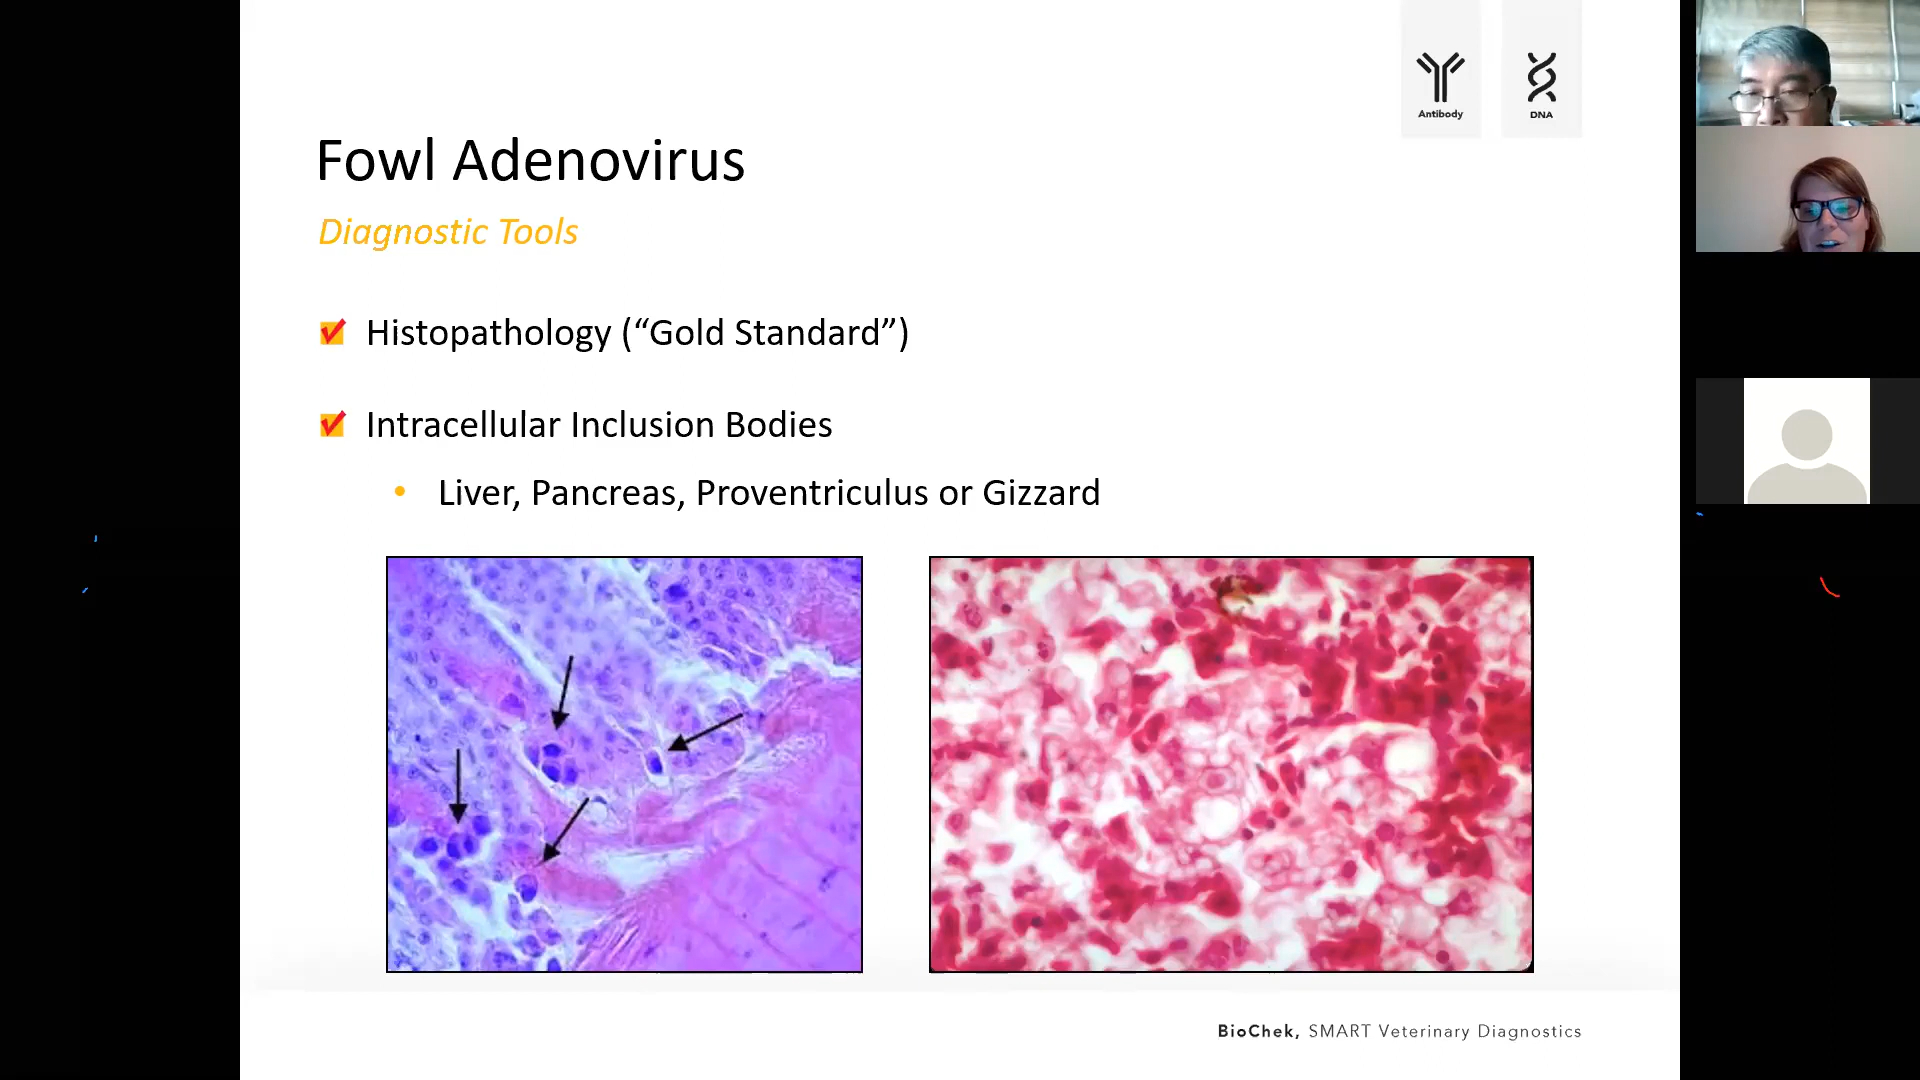 Antibody
DNA
Fowl Adenovirus
Diagnostic Tools
Histopathology (“Gold Standard”)
Intracellular Inclusion Bodies
• Liver, Pancreas, Proventriculus or Gizzard
BioChek, SMART Veterinary Diagnostics